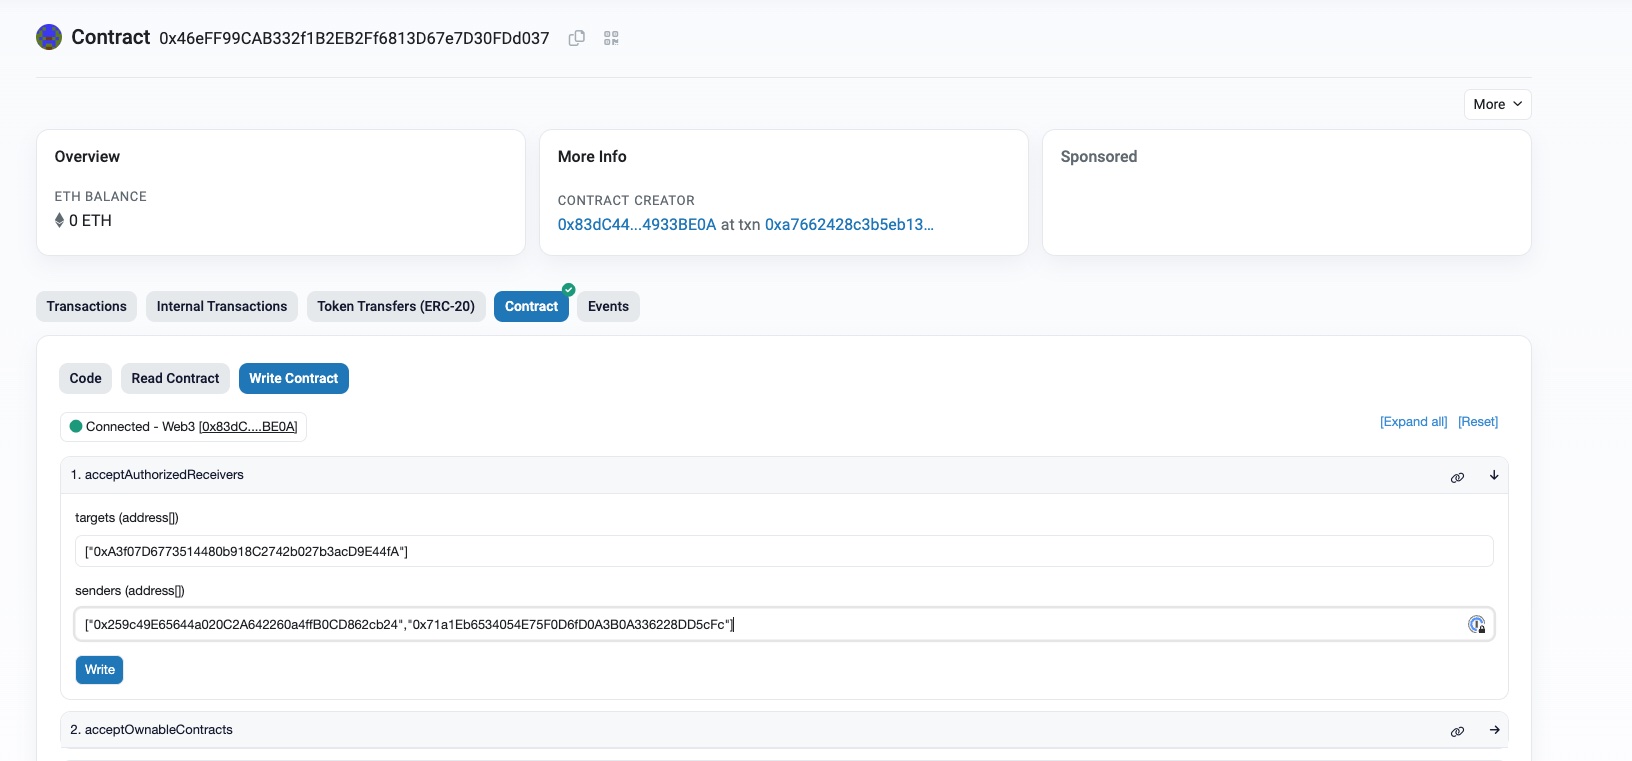 Contract 0x46eFF99CAB332f1B2EB2Ff6813D67e7D30FDd037
More
Overview
ETH BALANCE
0 ETH
More Info
CONTRACT CREATOR
0x83dC44...4933BE0A at txn 0xa7662428c3b5eb13...
Sponsored
Transactions
Internal Transactions
Token Transfers (ERC-20)
Contract
Events
Code
Read Contract
Write Contract
Connected - Web3 [0x83dC....BE0A]
[Expand all] [Reset]
1. acceptAuthorizedReceivers
targets (address[])
["0xA3f07D6773514480b918C2742b027b3acD9E44fA"]
senders (address[])
["0x259c49E65644a020C2A642260a4ffB0CD862cb24","0x71a1Eb6534054E75F0D6fD0A3B0A336228DD5cFc"]
Write
2. acceptOwnableContracts